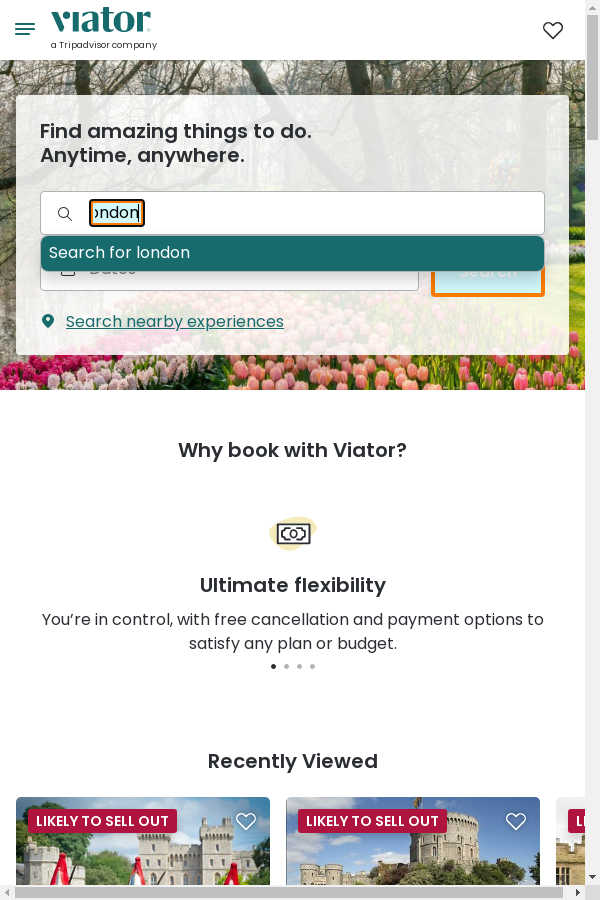 viator
a Tripadvisor company
Find amazing things to do.
Anytime, anywhere.
ondon
Search for london
Dates
Search
Search nearby experiences
Why book with Viator?
Ultimate flexibility
You’re in control, with free cancellation and payment options to
satisfy any plan or budget.
Recently Viewed
LIKELY TO SELL OUT
LIKELY TO SELL OUT